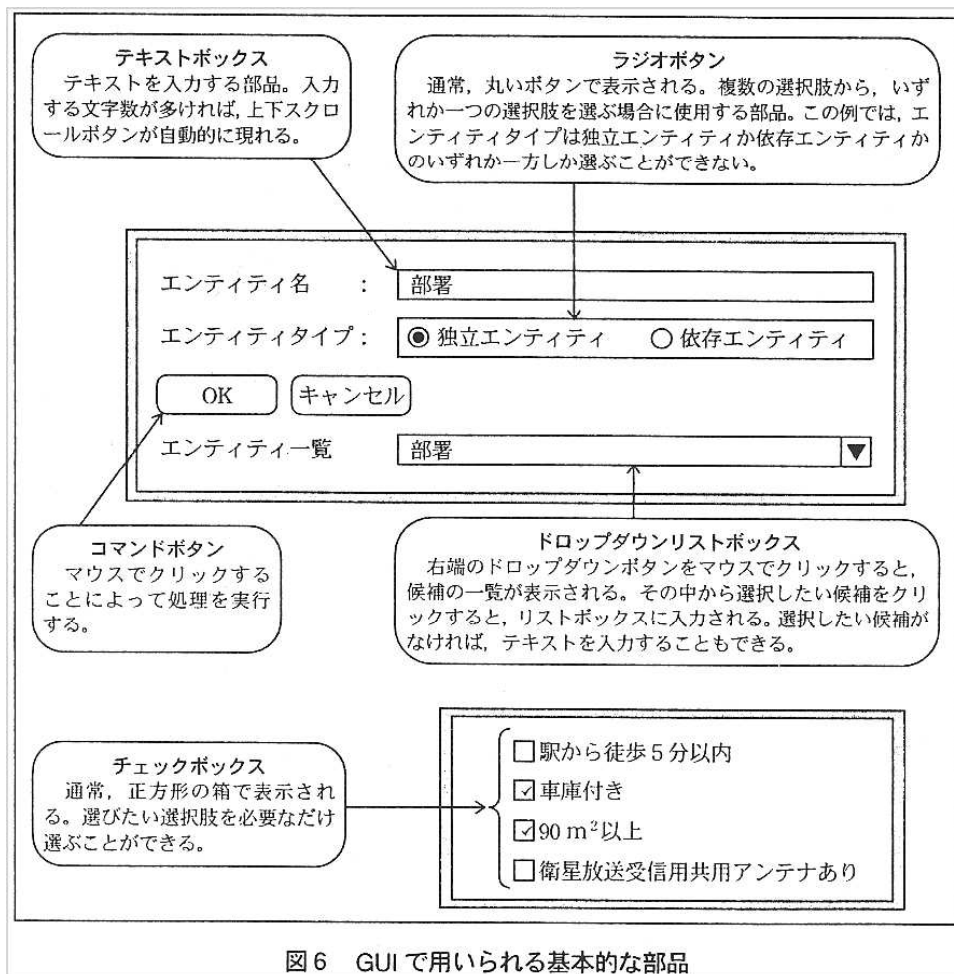 テキストボックス
テキストを入力する部品。入力
する文字数が多ければ，上下スクロ
ールボタンが自動的に現れる。
ラジオボタン
通常，丸いボタンで表示される。複数の選択肢から，いず
れか一つの選択肢を選ぶ場合に使用する部品。この例では，エ
ンティティタイプは独立エンティティか依存エンティティか
のいずれか一方しか選ぶことができない。
エンティティ名 ： 部署
エンティティタイプ： 独立エンティティ 依存エンティティ
OK キャンセル
エンティティ一覧 部署
コマンドボタン
マウスでクリックする
ことによって処理を実行
する。
ドロップダウンリストボックス
右端のドロップダウンボタンをマウスでクリックすると，
候補の一覧が表示される。その中から選択したい候補をクリ
ックすると，リストボックスに入力される。選択したい候補が
なければ，テキストを入力することもできる。
チェックボックス
通常，正方形の箱で表示され
る。選びたい選択肢を必要なだけ
選ぶことができる。
駅から徒歩5分以内
車庫付き
90 m²以上
衛星放送受信用共用アンテナあり
図6 GUIで用いられる基本的な部品